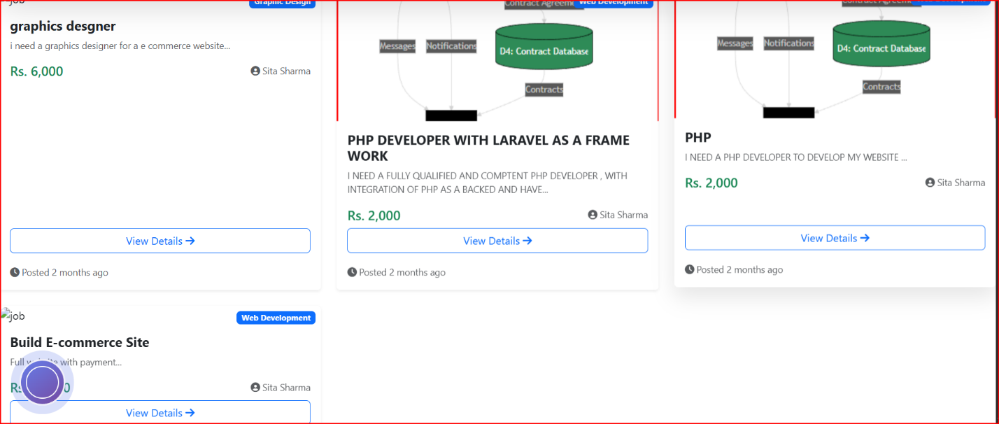 job
Graphic Design
graphics desgner
i need a graphics designer for a e commerce website...
Rs. 6,000
Sita Sharma
View Details
Posted 2 months ago
Contract Agreem
Web Development
Messages
Notifications
D4: Contract Database
Contracts
PHP DEVELOPER WITH LARAVEL AS A FRAME
WORK
I NEED A FULLY QUALIFIED AND COMPTENT PHP DEVELOPER , WITH
INTEGRATION OF PHP AS A BACKED AND HAVE...
Rs. 2,000
Sita Sharma
View Details
Posted 2 months ago
Contract Agreem
Messages
Notifications
D4: Contract Database
Contracts
PHP
I NEED A PHP DEVELOPER TO DEVELOP MY WEBSITE ...
Rs. 2,000
Sita Sharma
View Details
Posted 2 months ago
job
Web Development
Build E-commerce Site
Full website with payment...
Sita Sharma
View Details